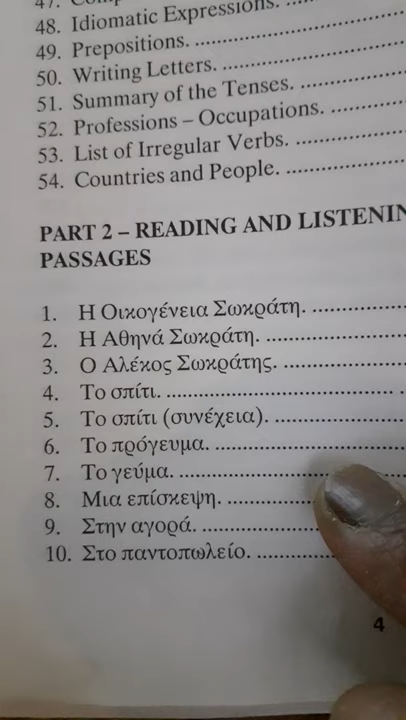 48. Idiomatic Expressions. ....
49. Prepositions. ....................
50. Writing Letters. ....................
51. Summary of the Tenses. ....................
52. Professions – Occupations. ..............
53. List of Irregular Verbs. ....................
54. Countries and People. ....................
PART 2 – READING AND LISTENIN
PASSAGES
1. Η Οικογένεια Σωκράτη. ....................
2. Η Αθηνά Σωκράτη. ....................
3. Ο Αλέκος Σωκράτης. ....................
4. Το σπίτι. ....................
5. Το σπίτι (συνέχεια). ....................
6. Το πρόγευμα. ....................
7. Το γεύμα. ....................
8. Μια επίσκεψη. ....................
9. Στην αγορά. ....................
10. Στο παντοπωλείο. ..............
4